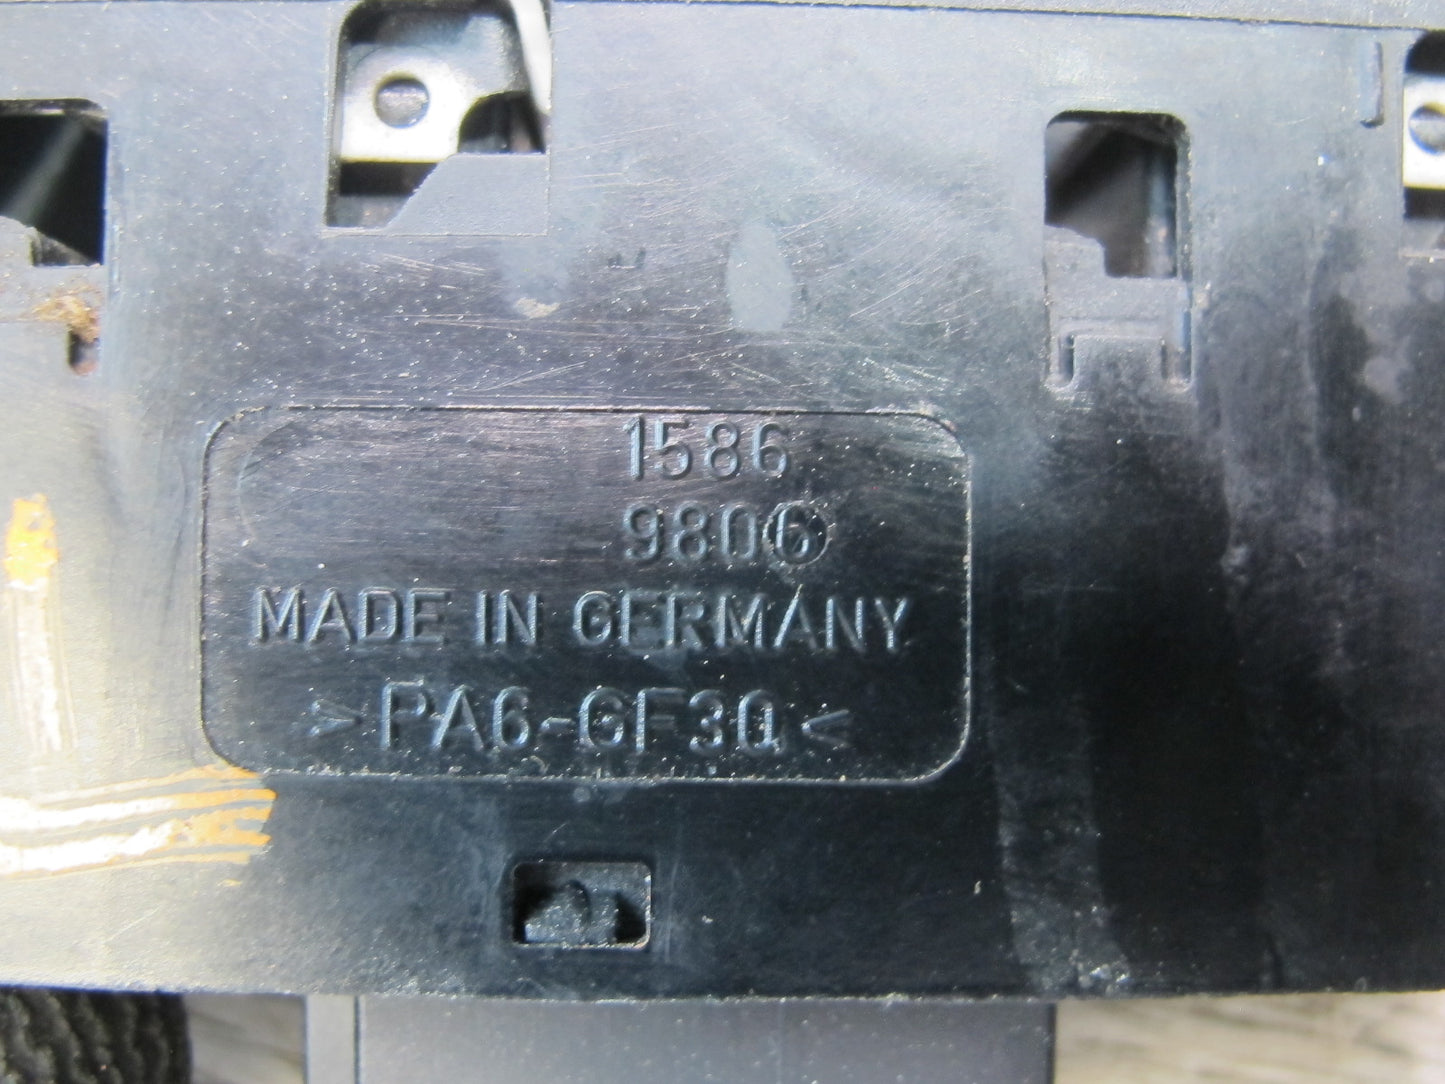 1586
9806
MADE IN GERMANY
>PA6-GF30<